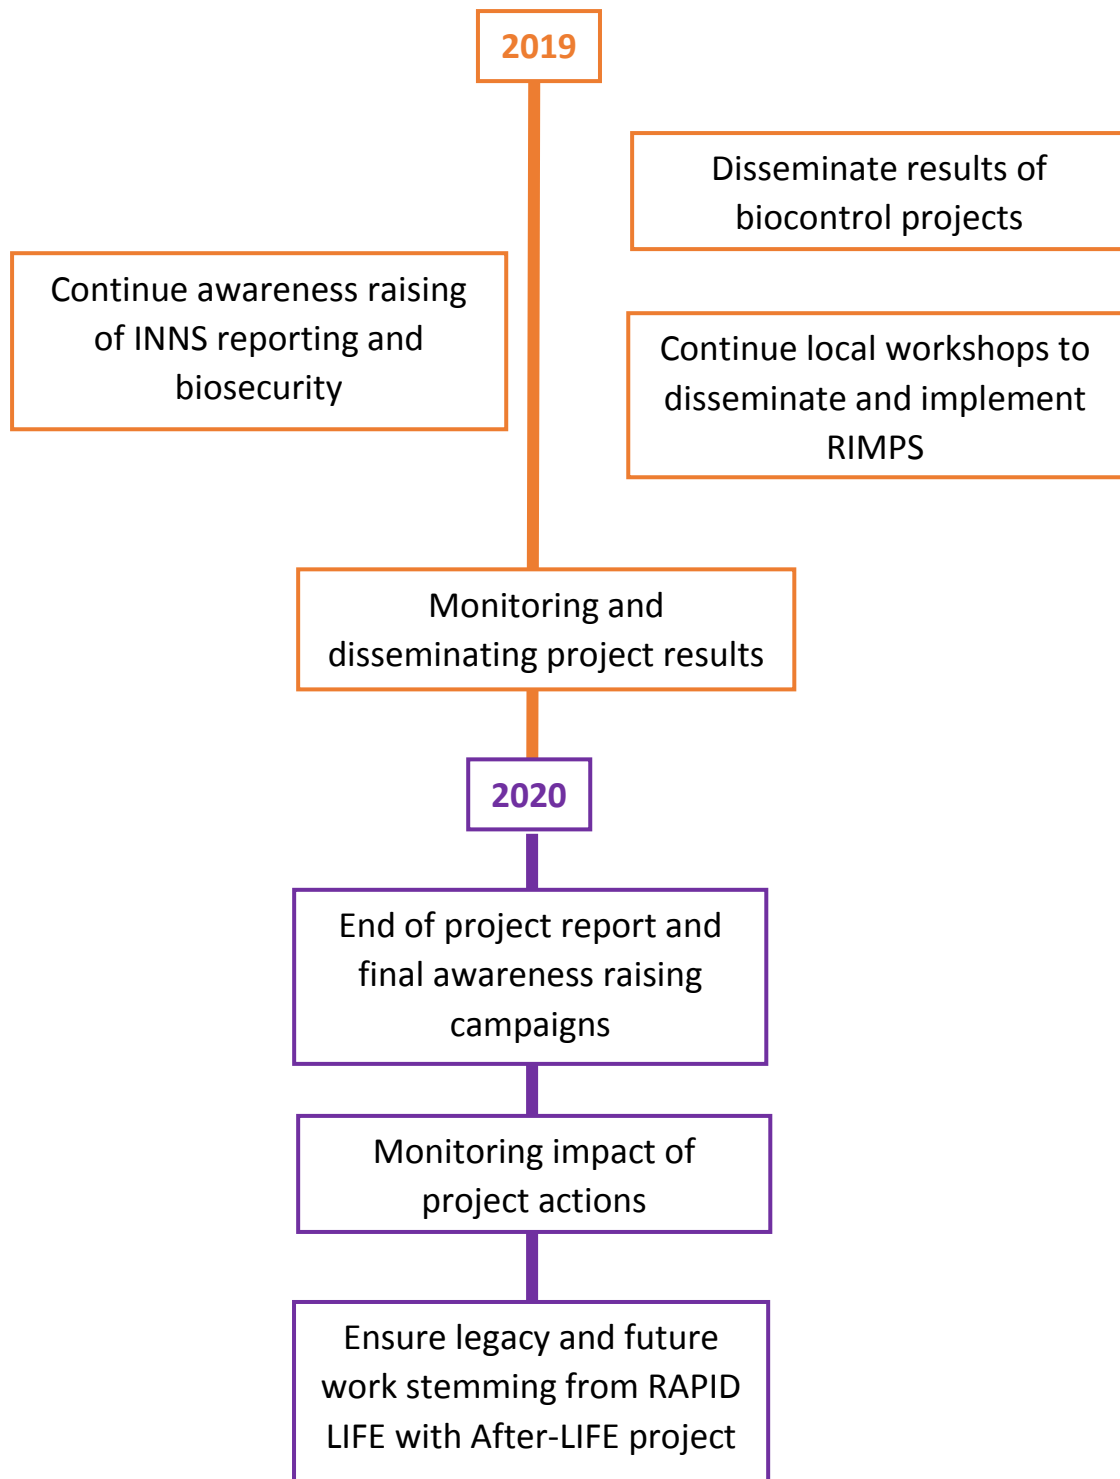 2019
Disseminate results of
biocontrol projects
Continue awareness raising
of INNS reporting and
biosecurity
Continue local workshops to
disseminate and implement
RIMPS
Monitoring and
disseminating project results
2020
End of project report and
final awareness raising
campaigns
Monitoring impact of
project actions
Ensure legacy and future
work stemming from RAPID
LIFE with After-LIFE project